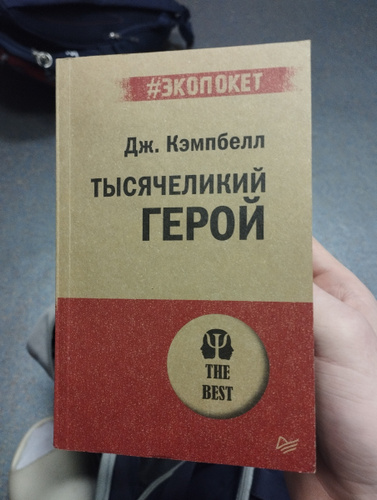 #ЭКОПОКЕТ
Дж. Кэмпбелл
ТЫСЯЧЕЛИКИЙ
ГЕРОЙ
THE
BEST